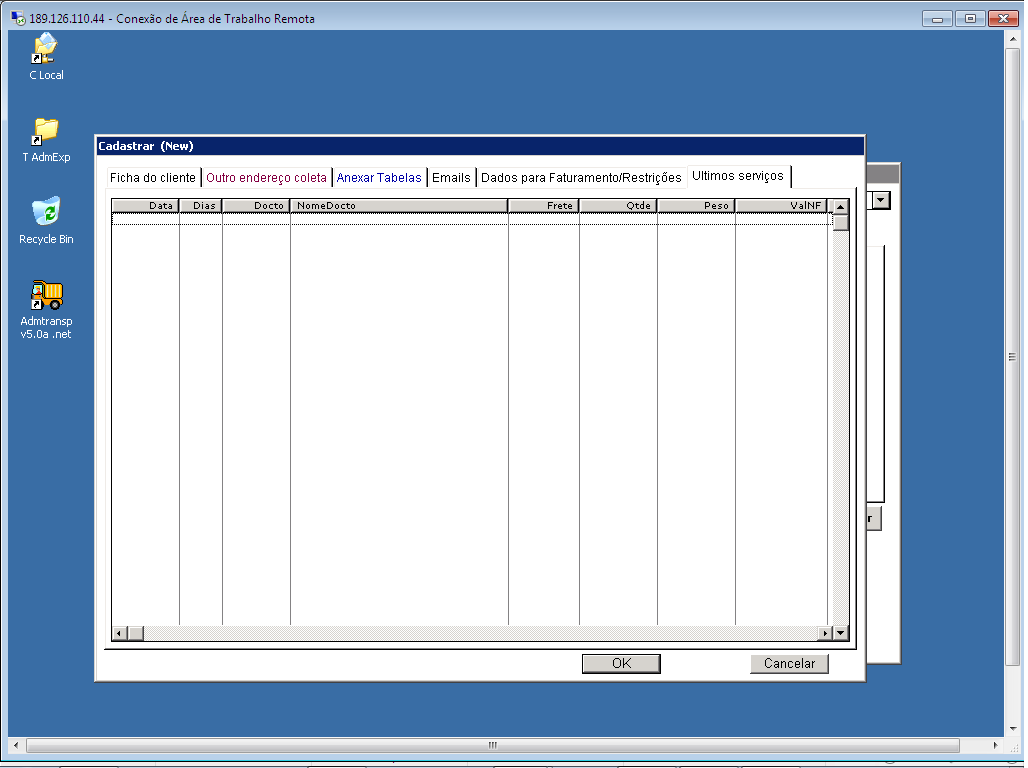 189.126.110.44 - Conexão de Área de Trabalho Remota
C Local
T AdmExp
Recycle Bin
Admtransp
v5.0a .net
Cadastrar (New)
Ficha do cliente
Outro endereço coleta
Anexar Tabelas
Emails
Dados para Faturamento/Restrições
Ultimos serviços
Data
Dias
Docto
NomeDocto
Frete
Qtde
Peso
ValNF
r
OK
Cancelar